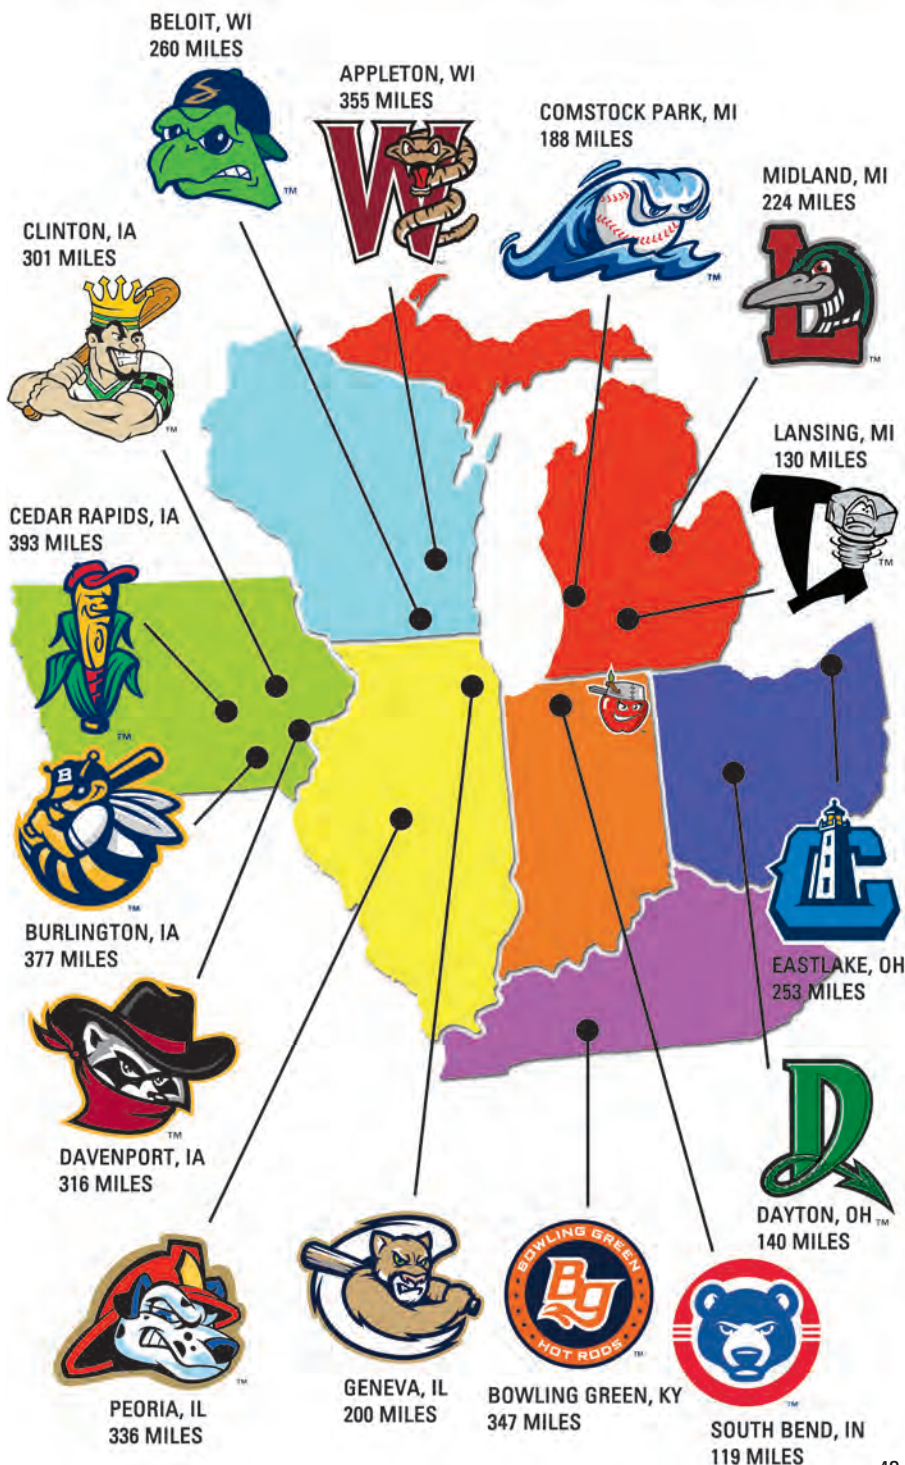 BELOIT, WI
260 MILES
APPLETON, WI
355 MILES
COMSTOCK PARK, MI
188 MILES
MIDLAND, MI
224 MILES
CLINTON, IA
301 MILES
LANSING, MI
130 MILES
CEDAR RAPIDS, IA
393 MILES
BURLINGTON, IA
377 MILES
EASTLAKE, OH
253 MILES
DAVENPORT, IA
316 MILES
DAYTON, OH
140 MILES
PEORIA, IL
336 MILES
GENEVA, IL
200 MILES
BOWLING GREEN
Bg
HOT RODS
BOWLING GREEN, KY
347 MILES
SOUTH BEND, IN
119 MILES
W
L
B
C
D
TM